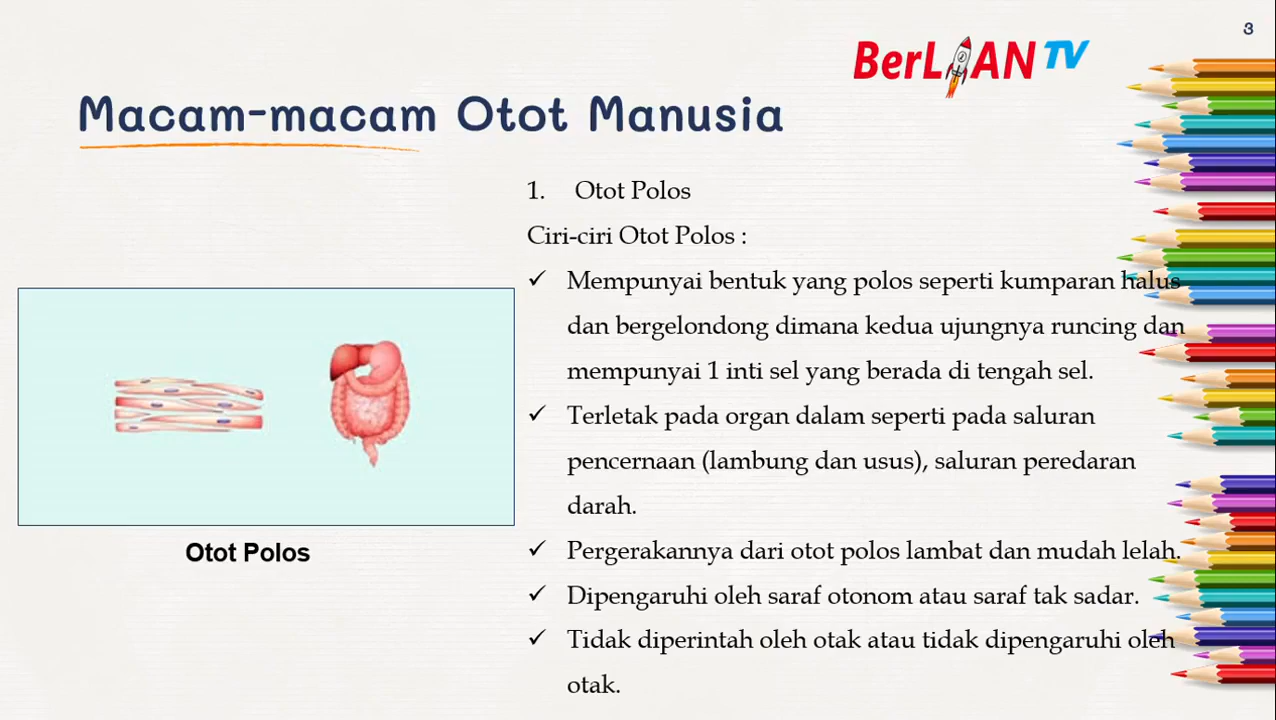 3
BerLIAN TV
Macam-macam Otot Manusia
1. Otot Polos
Ciri-ciri Otot Polos :
✓ Mempunyai bentuk yang polos seperti kumparan halus
dan bergelondong dimana kedua ujungnya runcing dan
mempunyai 1 inti sel yang berada di tengah sel.
✓ Terletak pada organ dalam seperti pada saluran
pencernaan (lambung dan usus), saluran peredaran
darah.
✓ Pergerakannya dari otot polos lambat dan mudah lelah.
✓ Dipengaruhi oleh saraf otonom atau saraf tak sadar.
✓ Tidak diperintah oleh otak atau tidak dipengaruhi oleh
otak.
Otot Polos